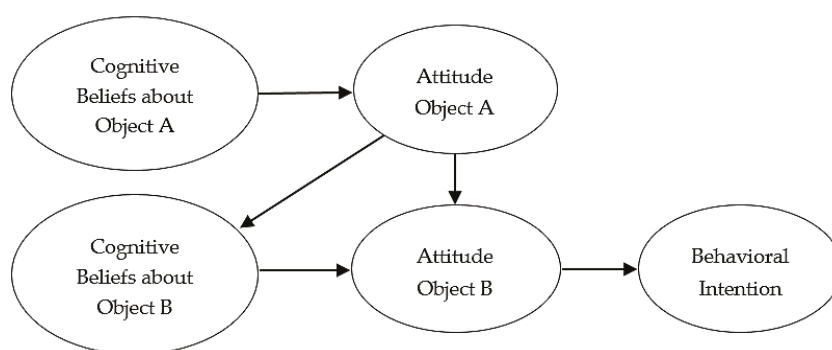 Cognitive
Beliefs about
Object A
Attitude
Object A
Cognitive
Beliefs about
Object B
Attitude
Object B
Behavioral
Intention